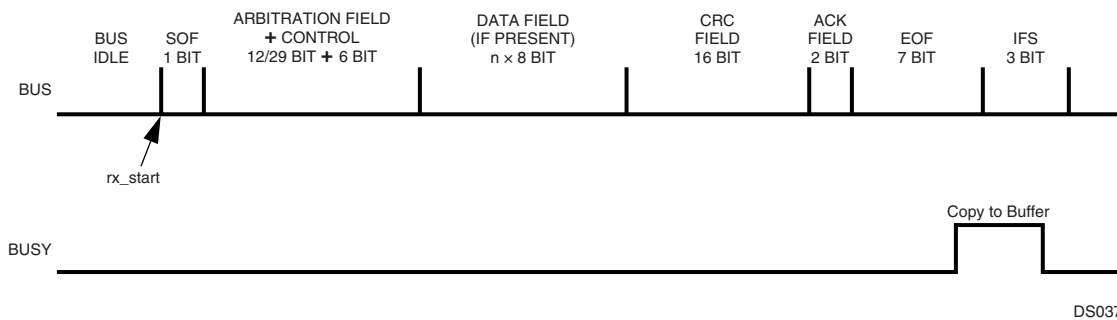 BUS
IDLE
SOF
1 BIT
ARBITRATION FIELD
+ CONTROL
12/29 BIT + 6 BIT
DATA FIELD
(IF PRESENT)
n × 8 BIT
CRC
FIELD
16 BIT
ACK
FIELD
2 BIT
EOF
7 BIT
IFS
3 BIT
BUS
rx_start
Copy to Buffer
BUSY
DS037